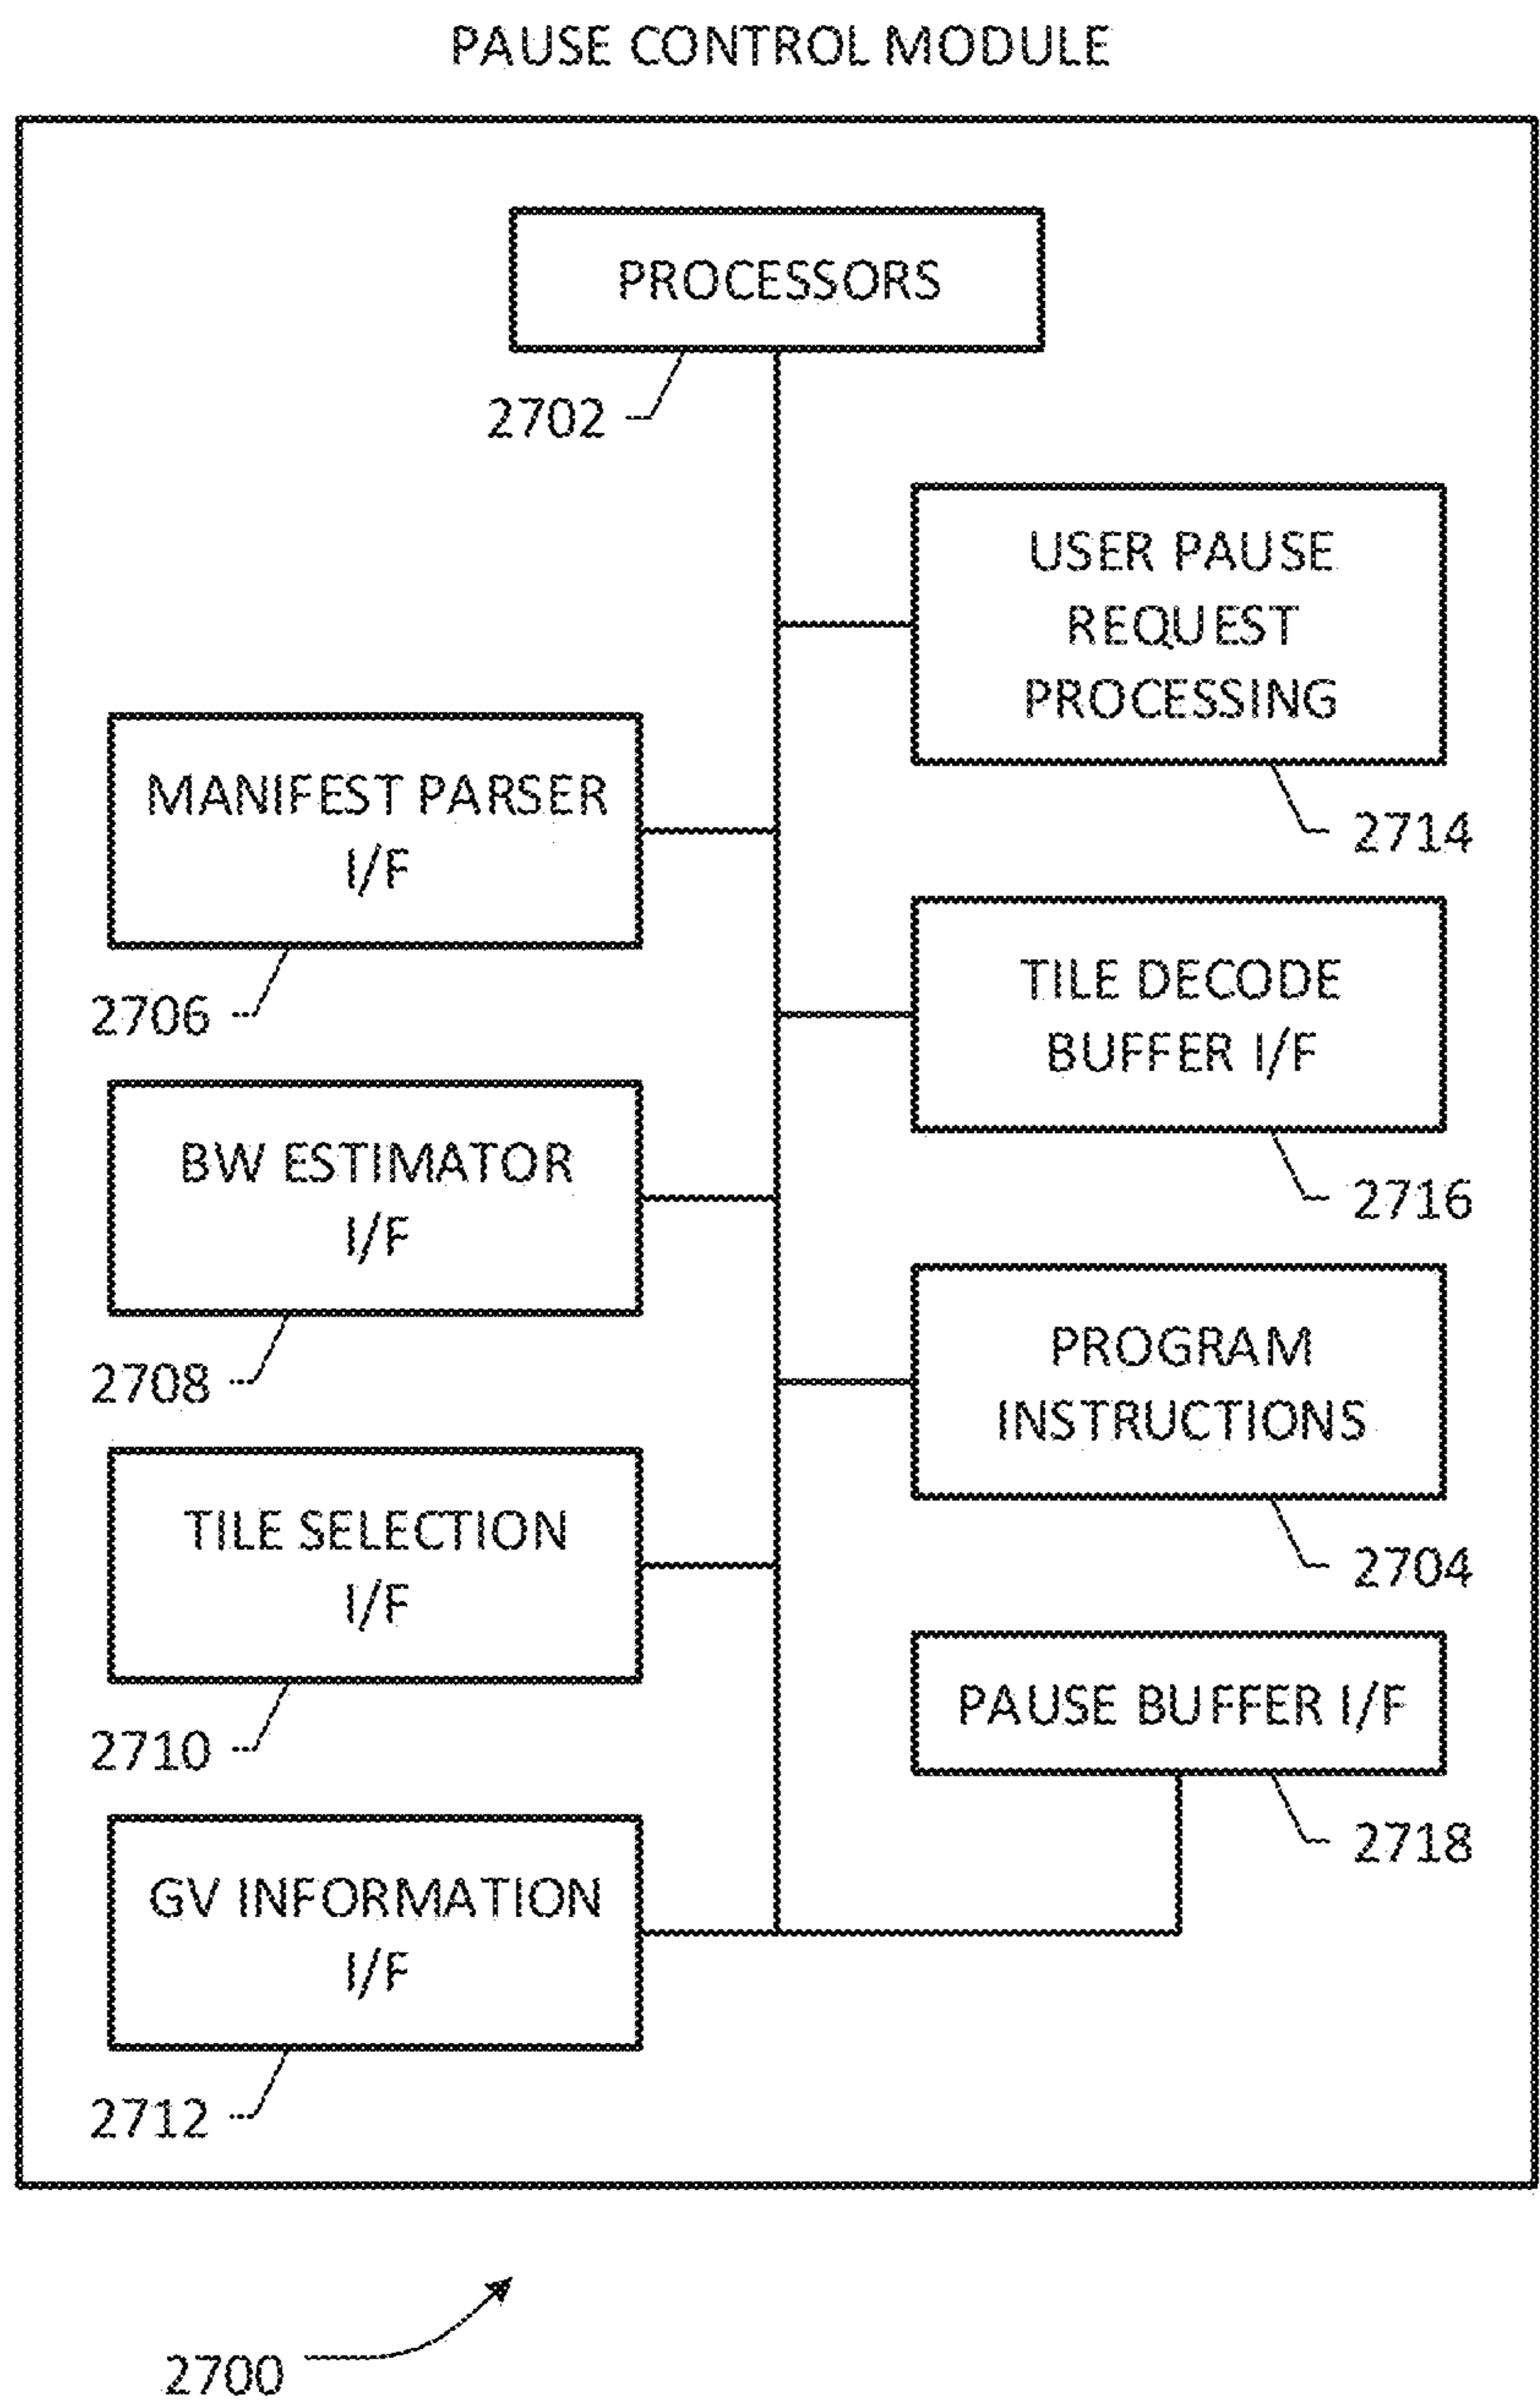 PAUSE CONTROL MODULE
PROCESSORS
2702
USER PAUSE
REQUEST
PROCESSING
2714
MANIFEST PARSER
I/F
2706
TILE DECODE
BUFFER I/F
2716
BW ESTIMATOR
I/F
2708
PROGRAM
INSTRUCTIONS
2704
TILE SELECTION
I/F
2710
PAUSE BUFFER I/F
2718
GV INFORMATION
I/F
2712
2700